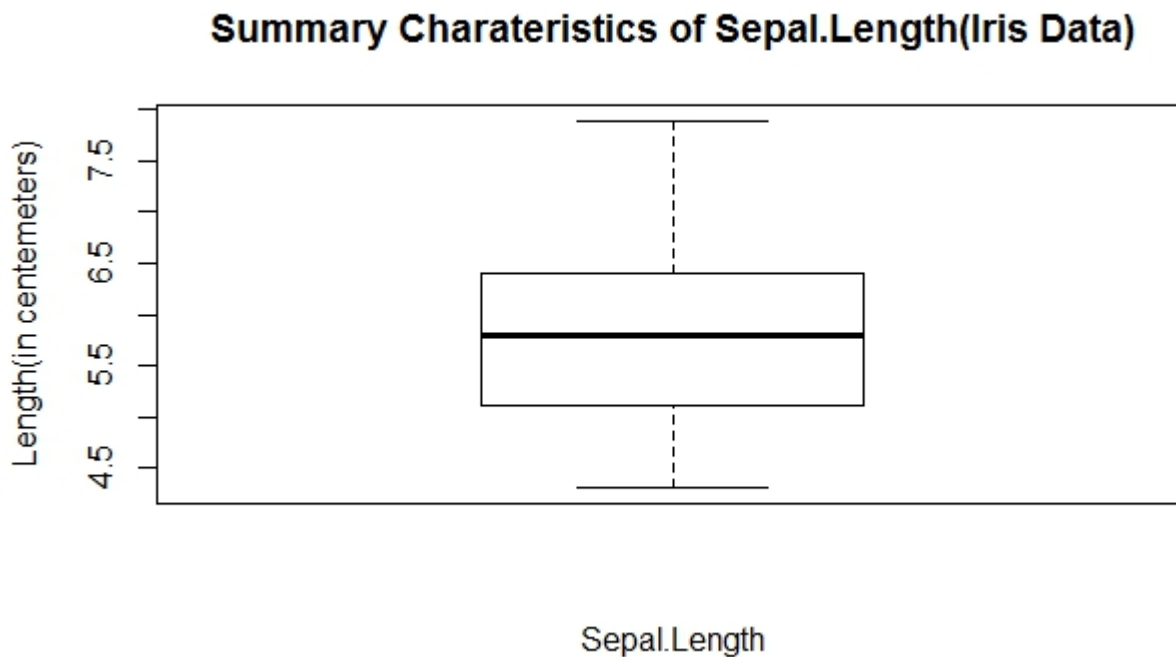 Summary Charateristics of Sepal.Length(Iris Data)
Length(in centemeters)
7.5
6.5
5.5
4.5
Sepal.Length